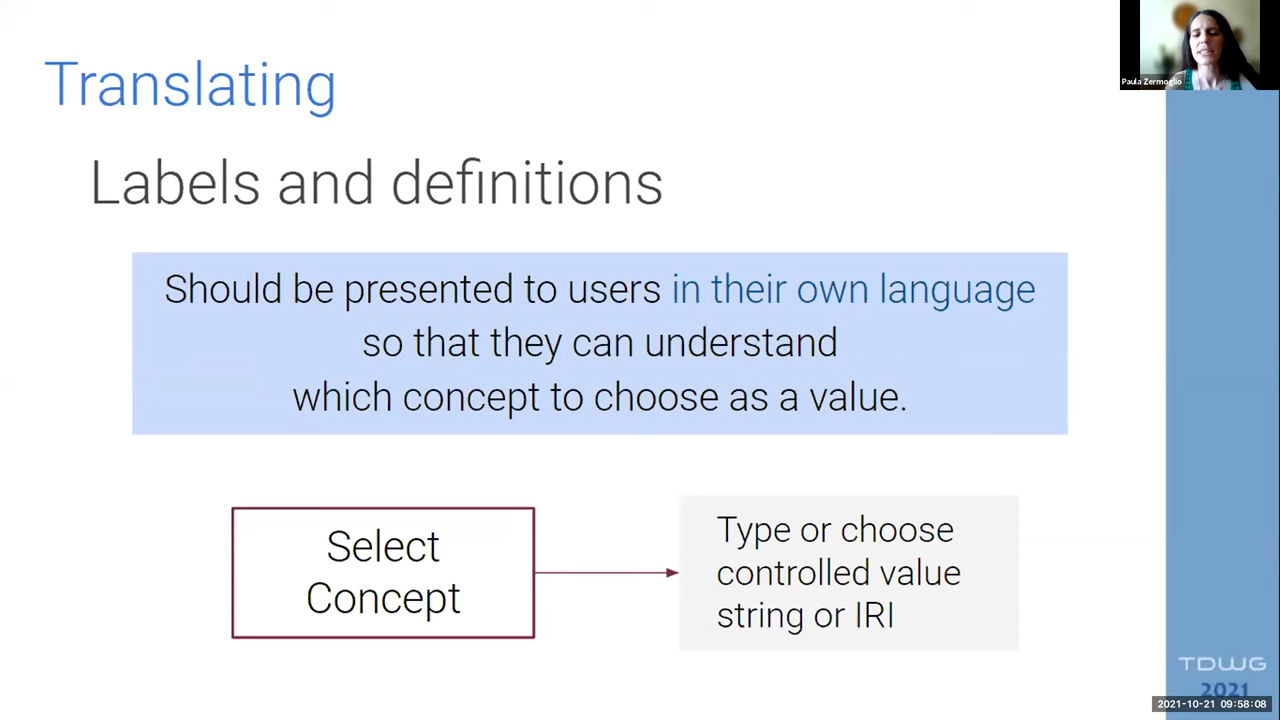 Translating
Labels and definitions
Should be presented to users in their own language
so that they can understand
which concept to choose as a value.
Select
Concept
Type or choose
controlled value
string or IRI
Paula Zermoglio
TDWG
2021
2021-10-21 09:58:08